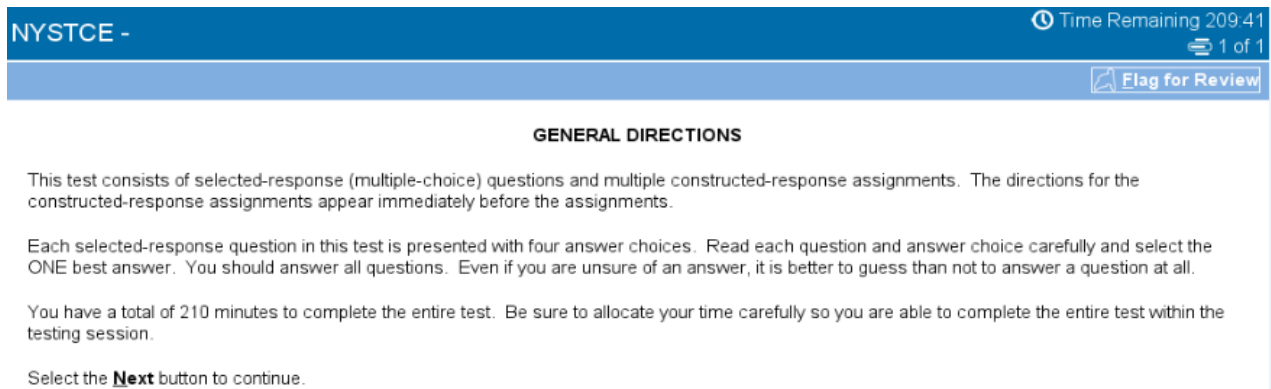 NYSTCE -
Time Remaining 209:41
1 of 1
Flag for Review
GENERAL DIRECTIONS
This test consists of selected-response (multiple-choice) questions and multiple constructed-response assignments. The directions for the
constructed-response assignments appear immediately before the assignments.
Each selected-response question in this test is presented with four answer choices. Read each question and answer choice carefully and select the
ONE best answer. You should answer all questions. Even if you are unsure of an answer, it is better to guess than not to answer a question at all.
You have a total of 210 minutes to complete the entire test. Be sure to allocate your time carefully so you are able to complete the entire test within the
testing session.
Select the Next button to continue.